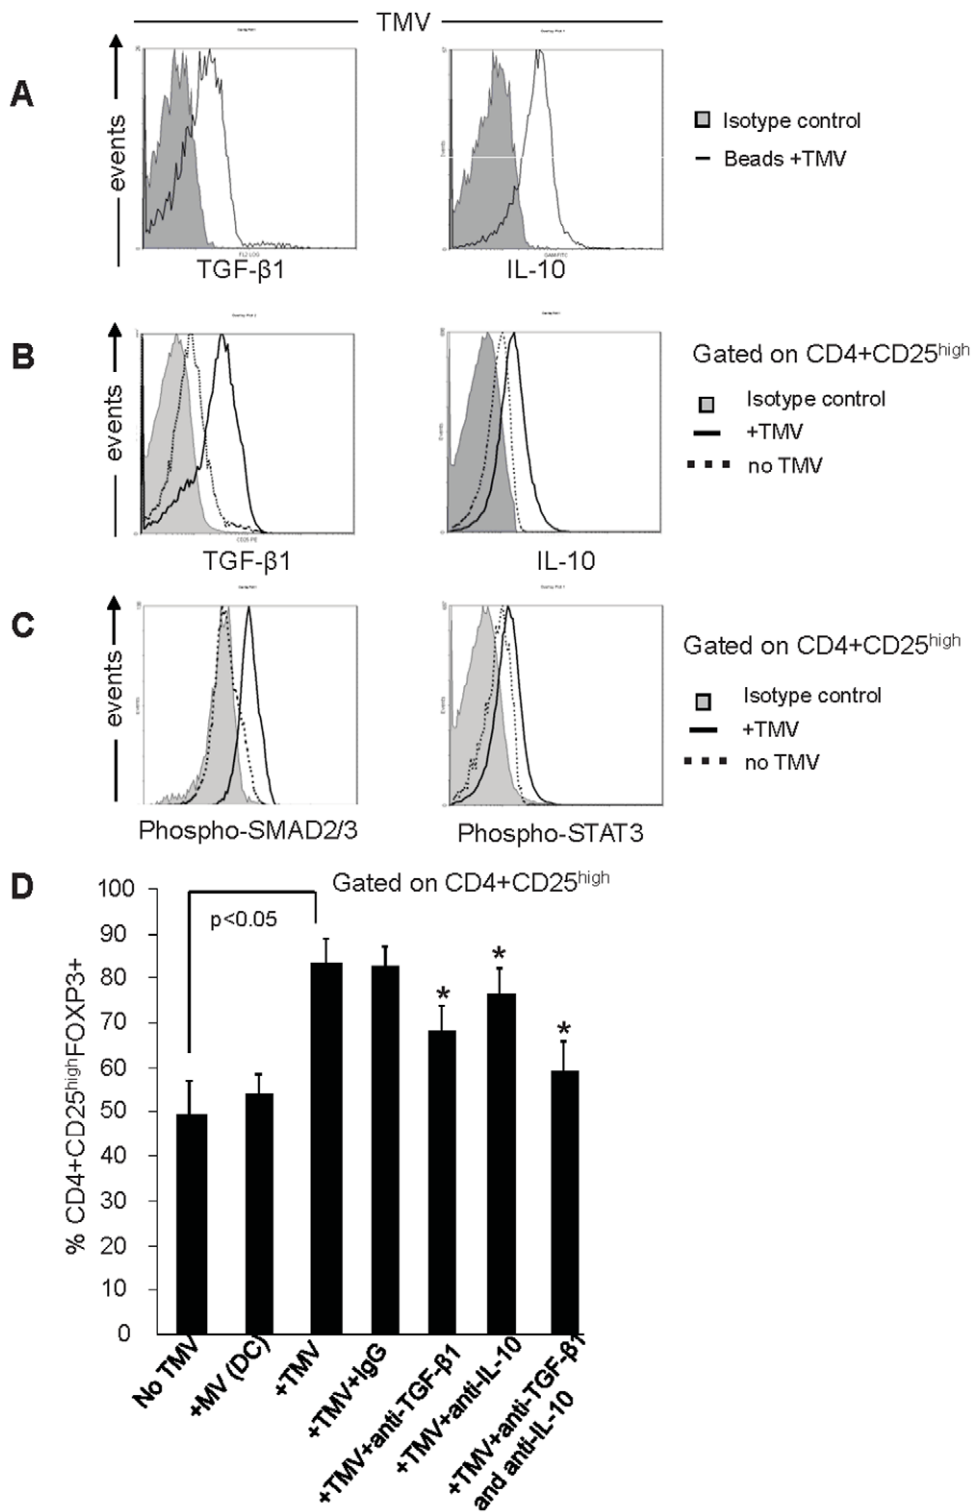 TMV
A
events
TGF-β1
IL-10
Isotype control
Beads +TMV
B
events
TGF-β1
IL-10
Gated on CD4+CD25high
Isotype control
+TMV
no TMV
C
events
Phospho-SMAD2/3
Phospho-STAT3
Gated on CD4+CD25high
Isotype control
+TMV
no TMV
D
Gated on CD4+CD25high
p<0.05
% CD4+CD25highFOXP3+
100
90
80
70
60
50
40
30
20
10
0
*
*
*
No TMV
+MV (DC)
+TMV
+TMV+IgG
+TMV+anti-TGF-β1
+TMV+anti-IL-10
+TMV+anti-TGF-β1
and anti-IL-10